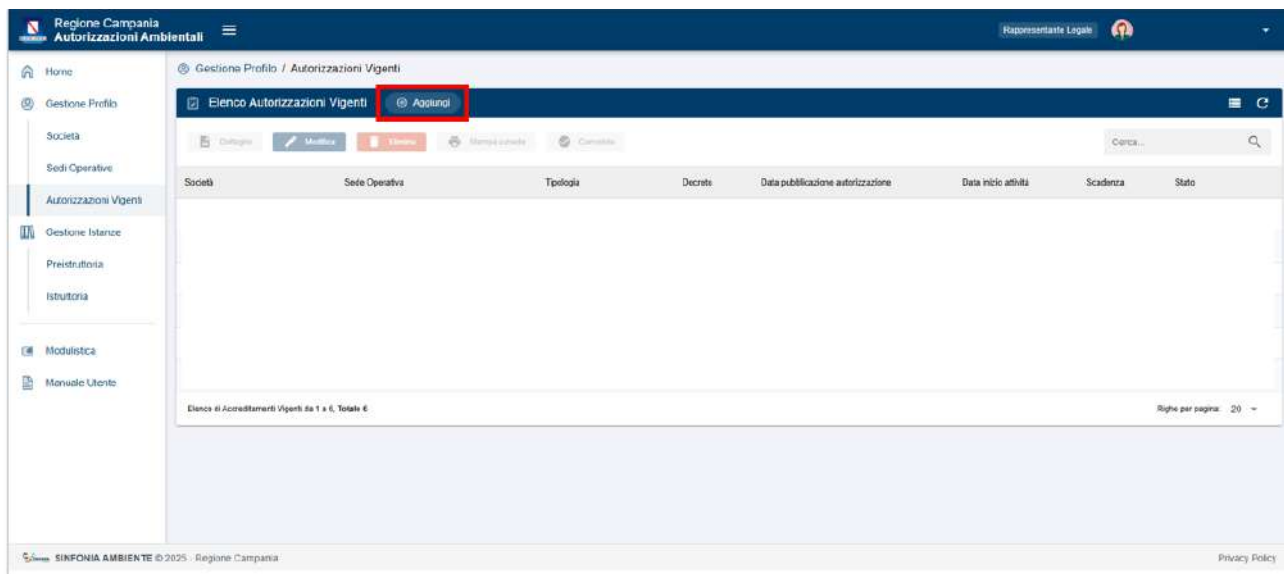 Regione Campania
Autorizzazioni Ambientali
Rappresentante Legale
Home
Gestione Profilo / Autorizzazioni Vigenti
Gestione Profilo
Elenco Autorizzazioni Vigenti
Aggiungi
Società
Dettaglio
Modifica
Elimina
Stampa scheda
Convalida
Cerca...
Sedi Operative
Società
Sede Operativa
Tipologia
Decreto
Data pubblicazione autorizzazione
Data inizio attività
Scadenza
Stato
Autorizzazioni Vigenti
Gestione Istanze
Preistruttoria
Istruttoria
Modulistica
Manuale Utente
Elenco di Accreditamenti Vigenti da 1 a 6, Totale 6
Righe per pagina: 20
SINFONIA AMBIENTE © 2025 - Regione Campania
Privacy Policy